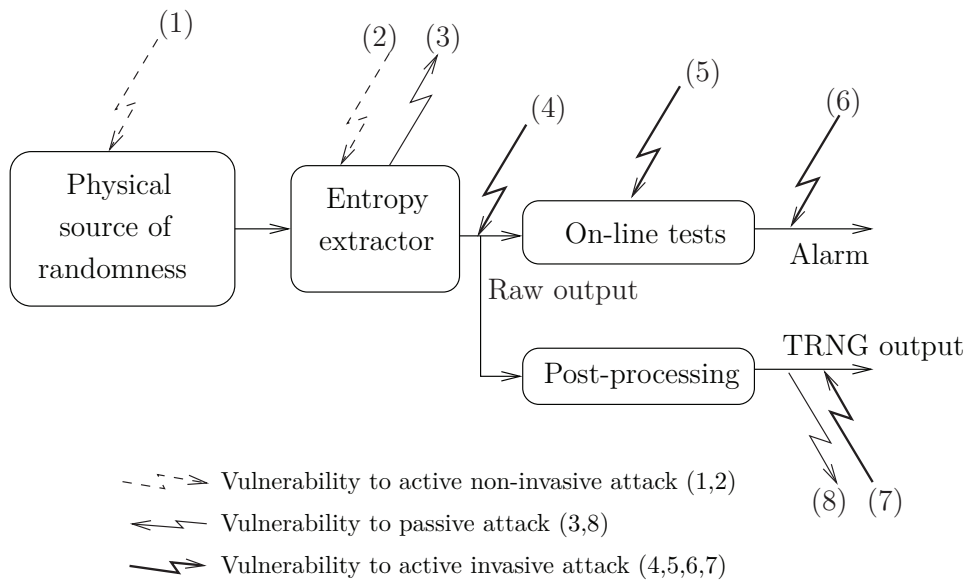 (1)
(2)
(3)
(4)
(5)
(6)
Physical
source of
randomness
Entropy
extractor
On-line tests
Alarm
Raw output
TRNG output
Post-processing
(8)
(7)
Vulnerability to active non-invasive attack (1,2)
Vulnerability to passive attack (3,8)
Vulnerability to active invasive attack (4,5,6,7)